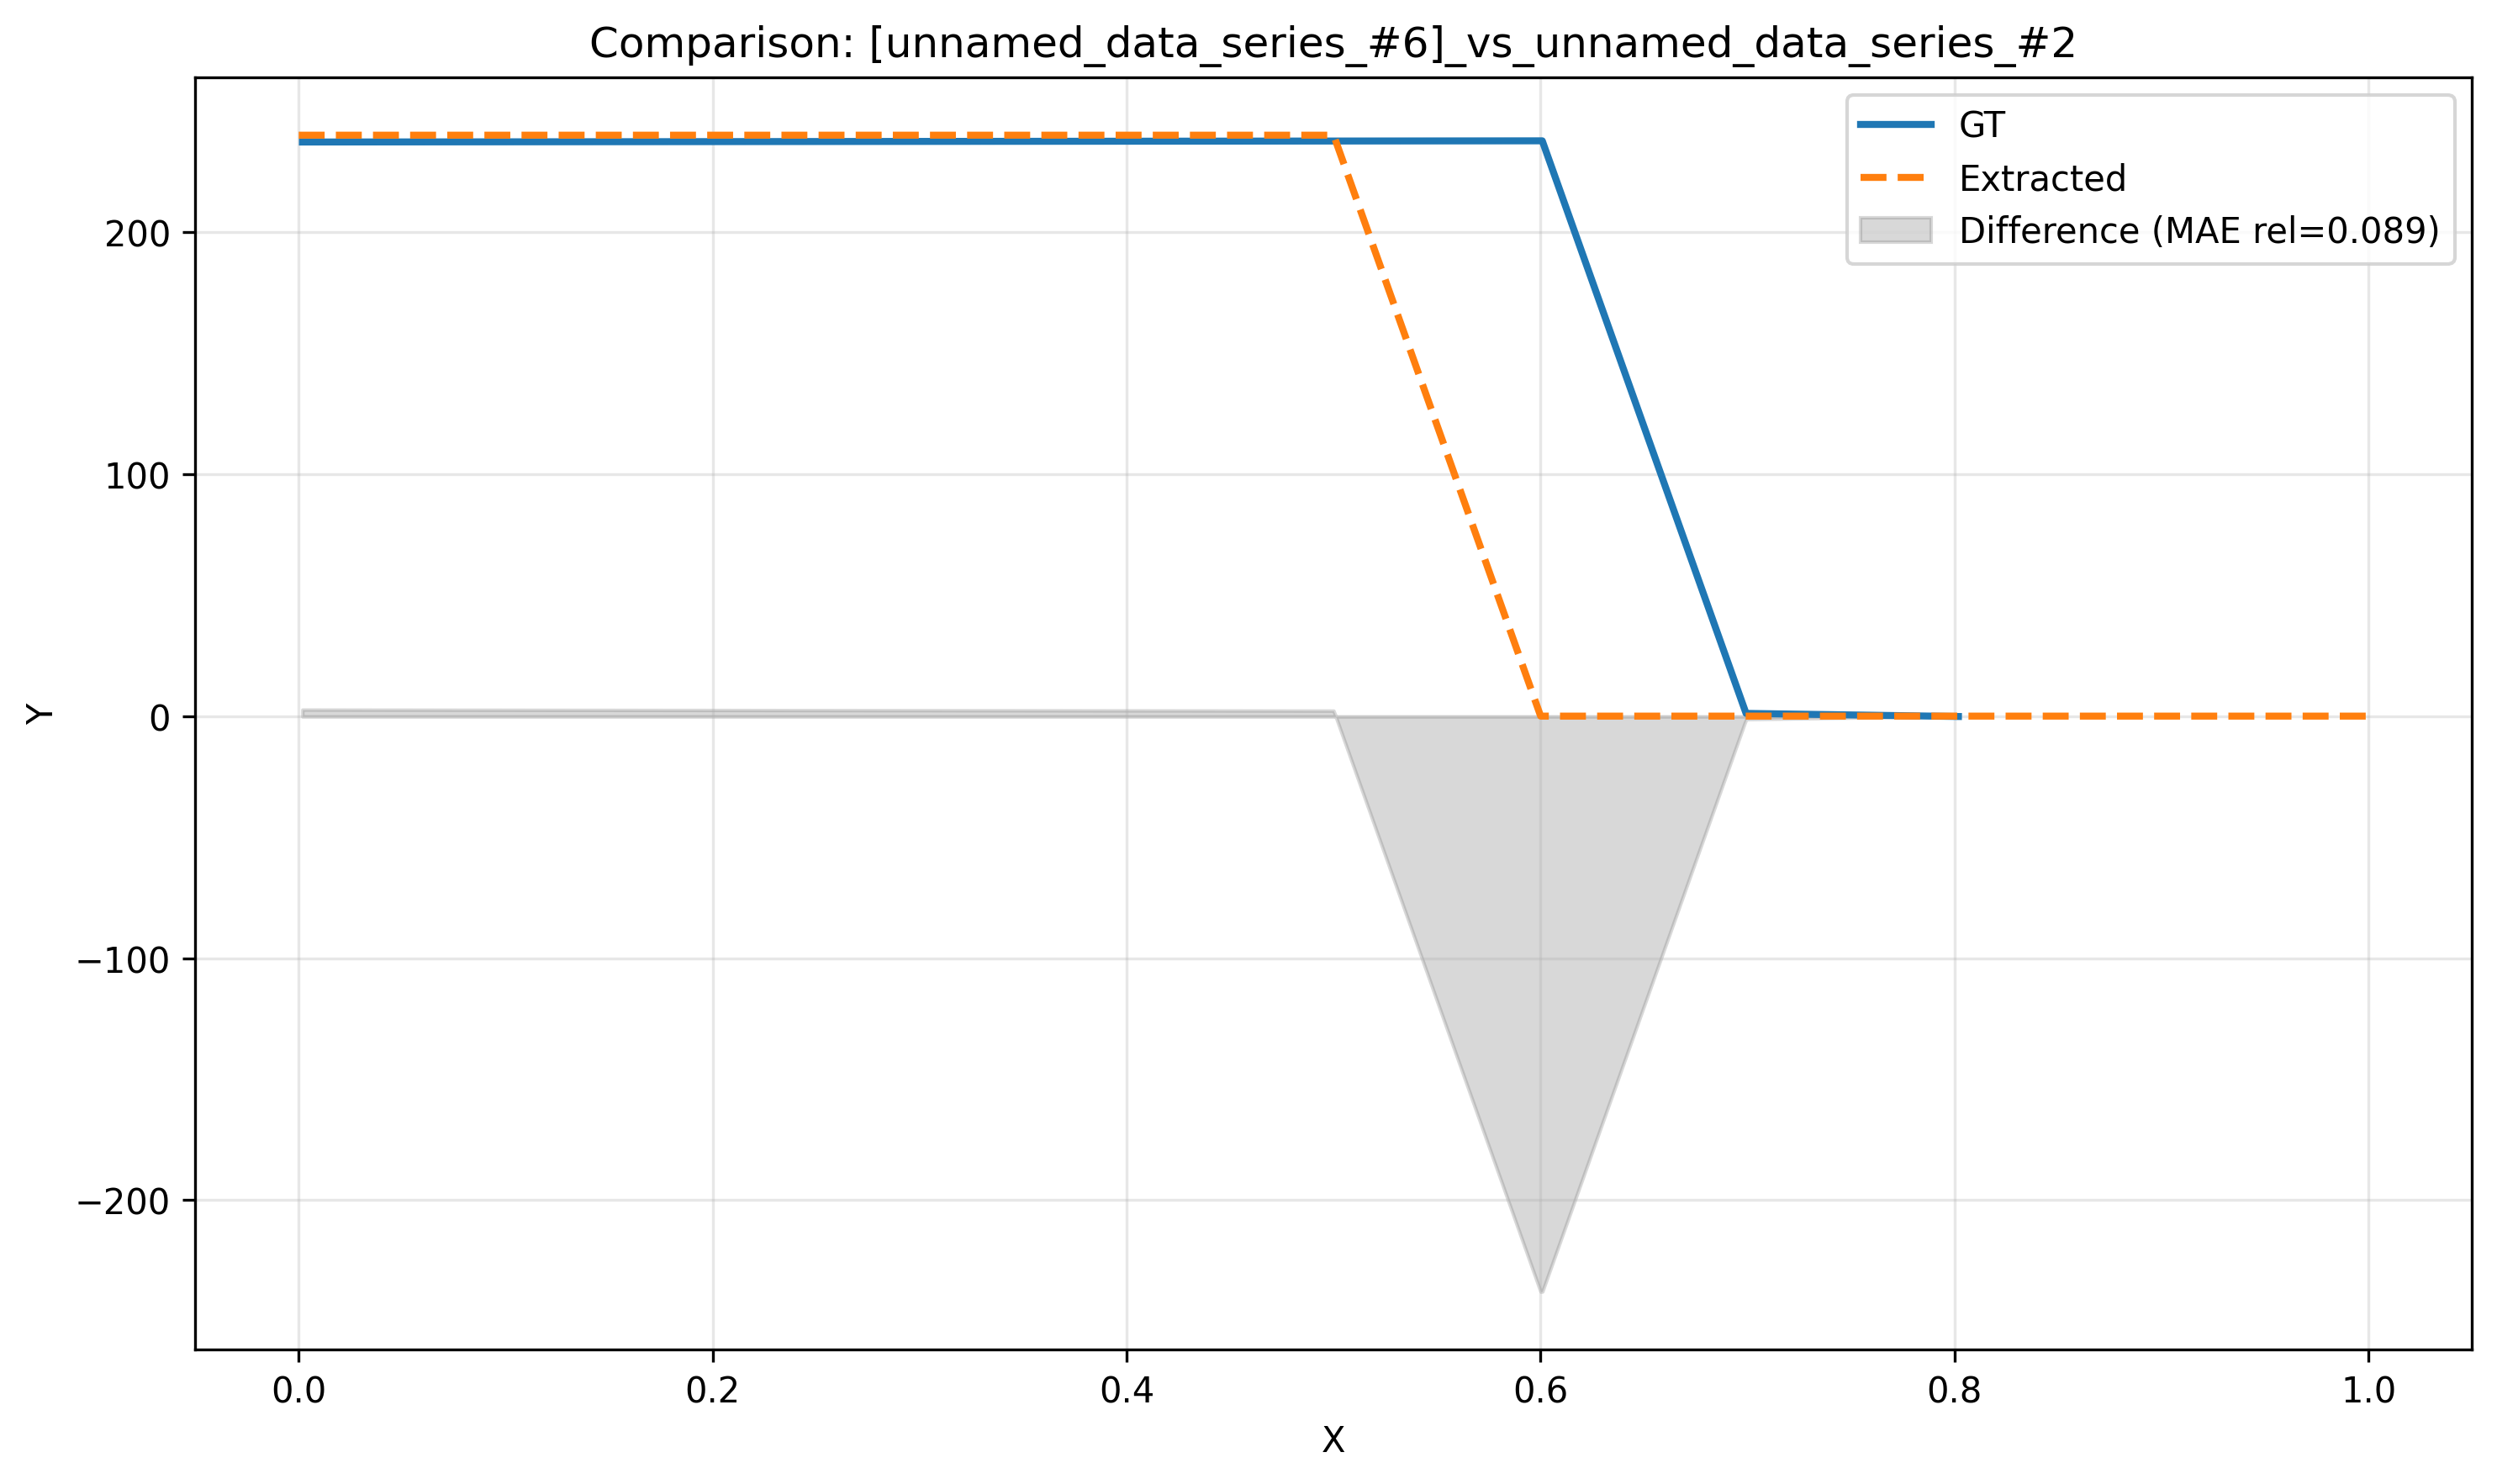 Comparison: [unnamed_data_series_#6]_vs_unnamed_data_series_#2
GT
Extracted
Difference (MAE rel=0.089)
200
100
0
−100
−200
Y
0.0 0.2 0.4 0.6 0.8 1.0
X